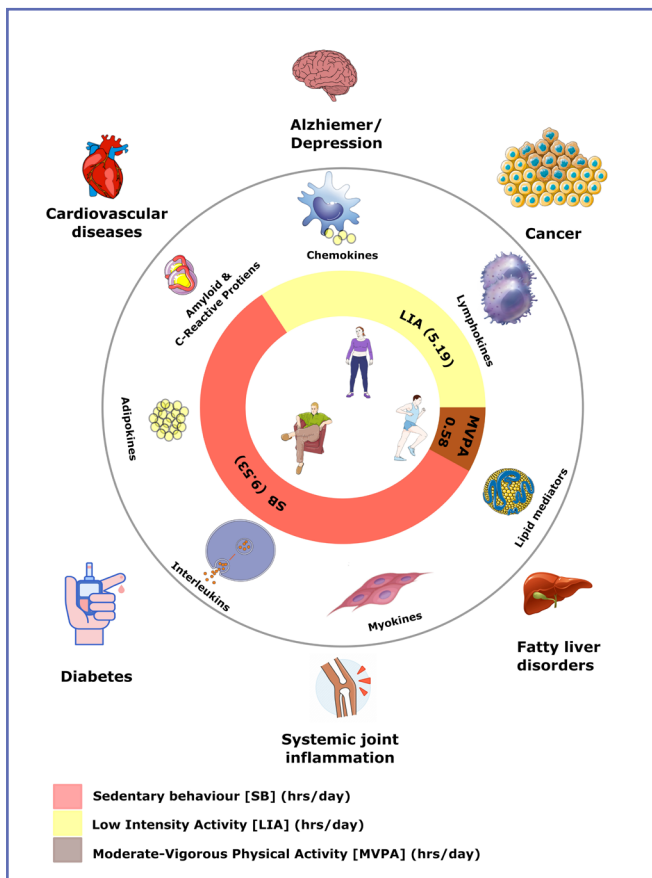 Alzhiemer/
Depression
Cardiovascular
diseases
Cancer
Chemokines
Amyloid &
C-Reactive Protiens
Lymphokines
LIA (5.19)
MVPA
0.58
Adipokines
SB (9.53)
Lipid mediators
Interleukins
Myokines
Diabetes
Fatty liver
disorders
Systemic joint
inflammation
Sedentary behaviour [SB] (hrs/day)
Low Intensity Activity [LIA] (hrs/day)
Moderate-Vigorous Physical Activity [MVPA] (hrs/day)